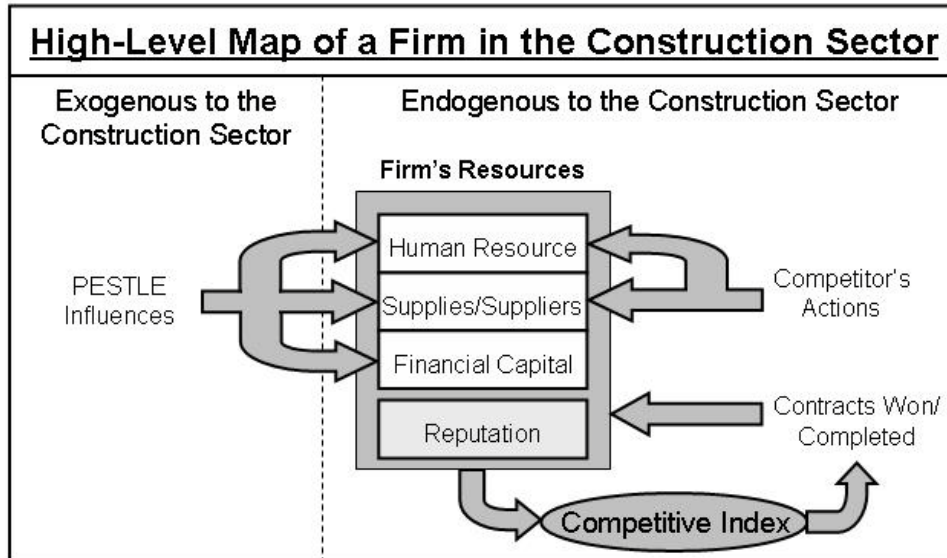 High-Level Map of a Firm in the Construction Sector
Exogenous to the
Construction Sector
Endogenous to the Construction Sector
Firm's Resources
Human Resource
PESTLE
Influences
Supplies/Suppliers
Competitor's
Actions
Financial Capital
Reputation
Contracts Won/
Completed
Competitive Index